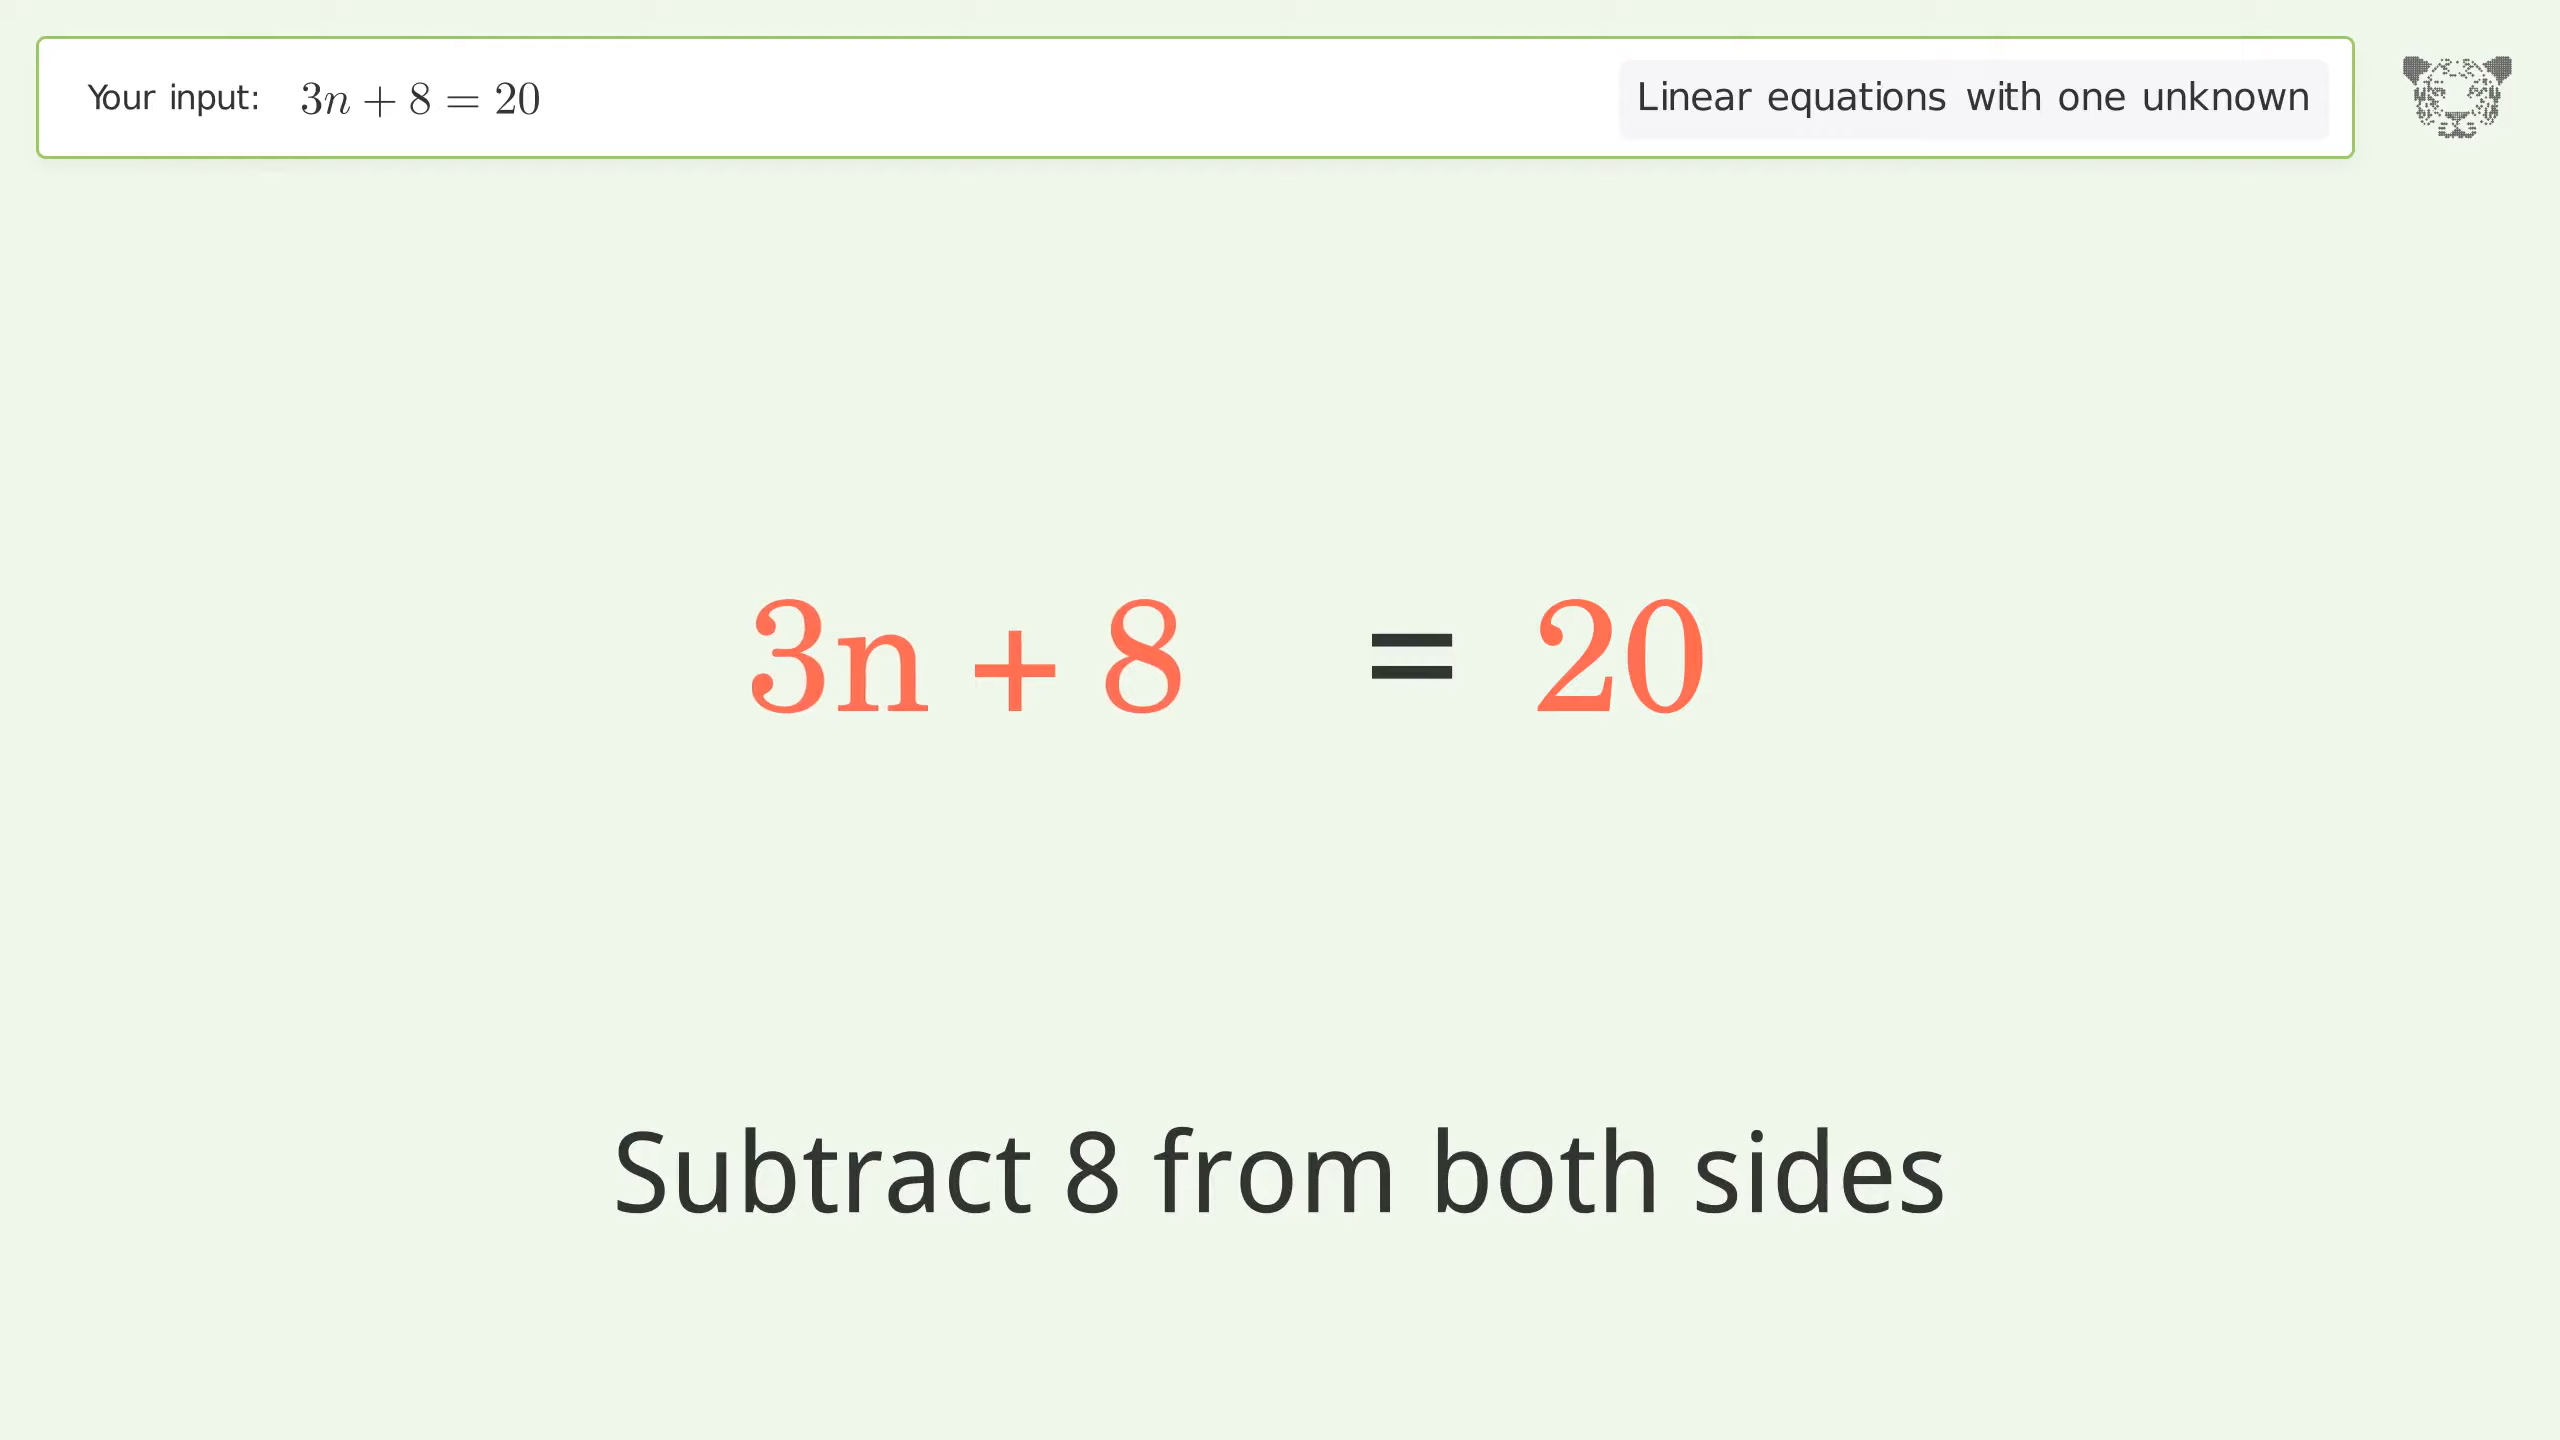 Your input: 3n + 8 = 20 Linear equations with one unknown
3n + 8 = 20
Subtract 8 from both sides